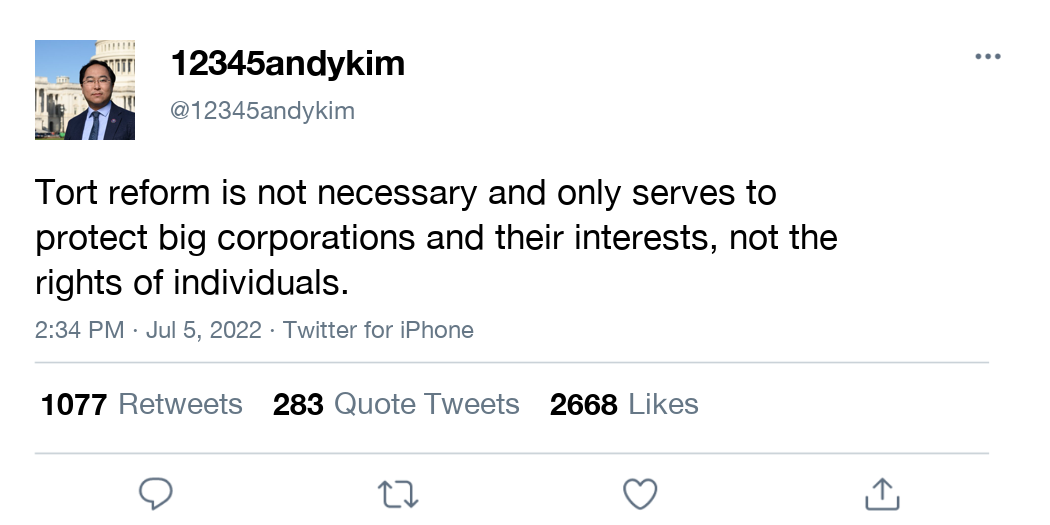 12345andykim
@12345andykim
Tort reform is not necessary and only serves to
protect big corporations and their interests, not the
rights of individuals.
2:34 PM · Jul 5, 2022 · Twitter for iPhone
1077 Retweets 283 Quote Tweets 2668 Likes